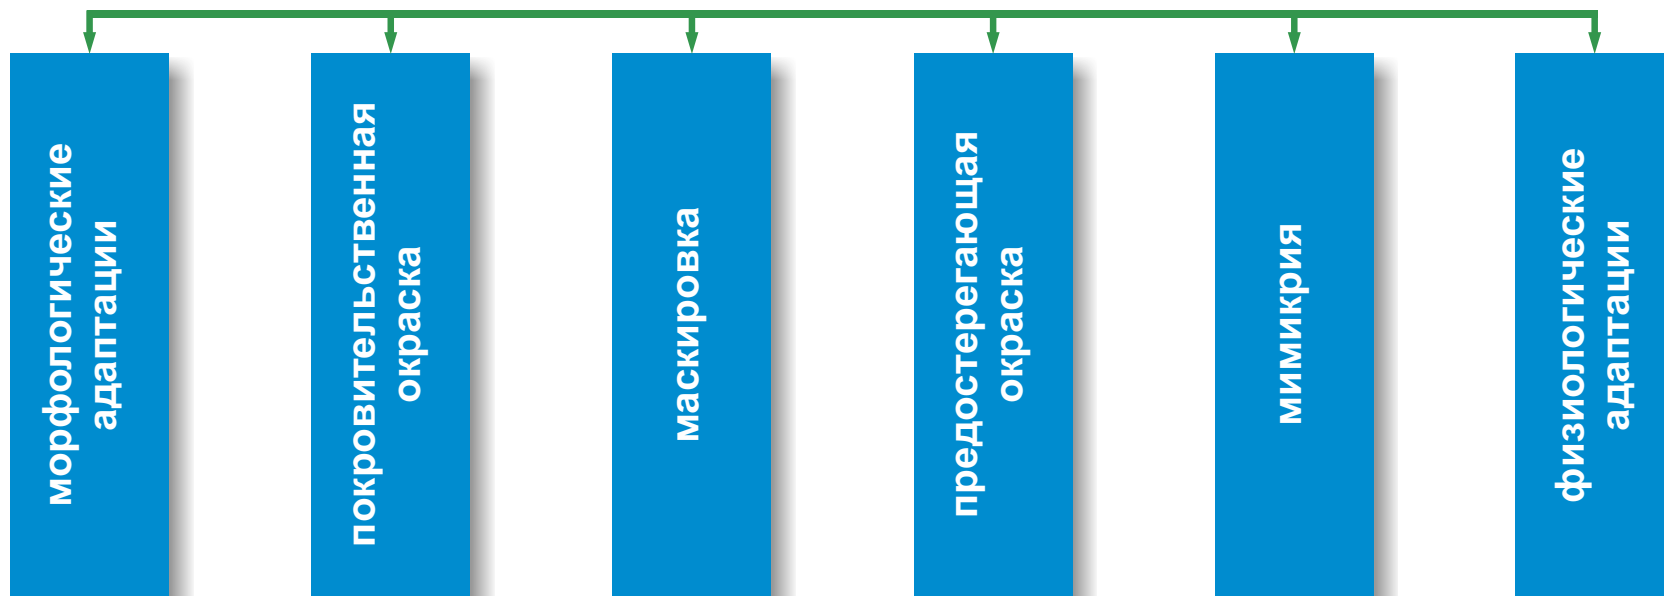 морфологические
адаптации
покровительственная
окраска
маскировка
предостерегающая
окраска
мимикрия
физиологические
адаптации